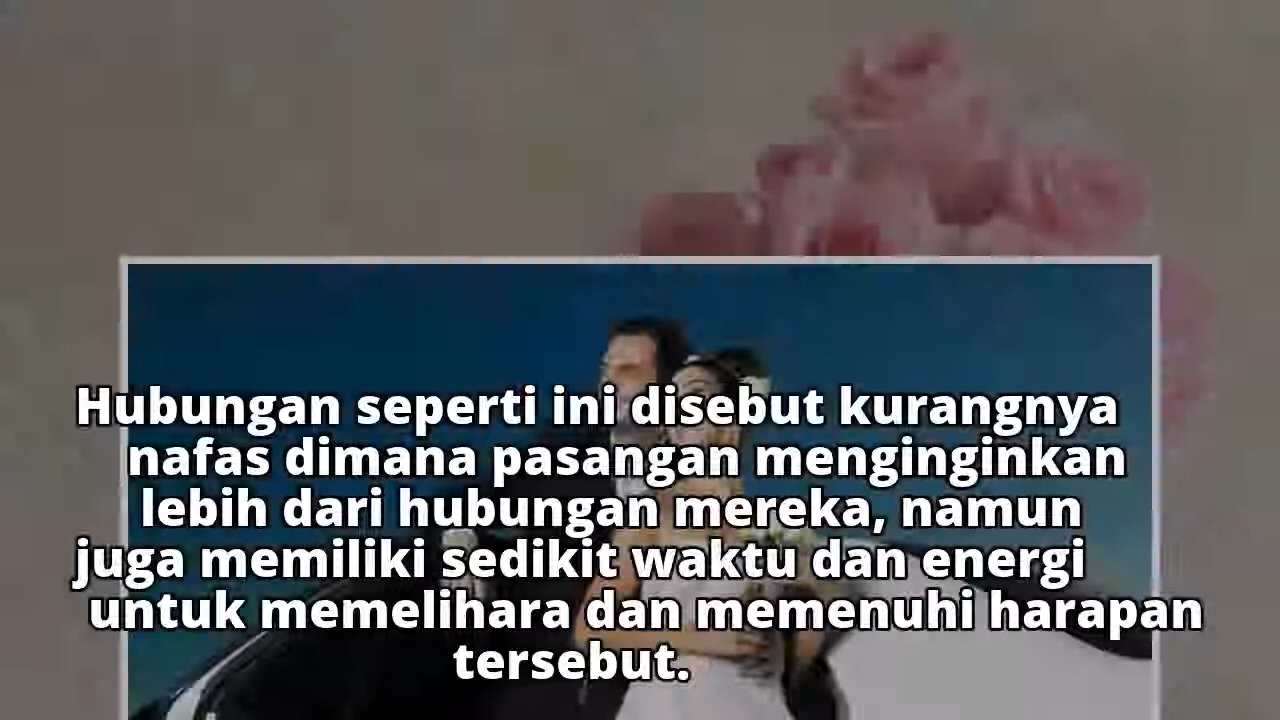 Hubungan seperti ini disebut kurangnya
nafas dimana pasangan menginginkan
lebih dari hubungan mereka, namun
juga memiliki sedikit waktu dan energi
untuk memelihara dan memenuhi harapan
tersebut.